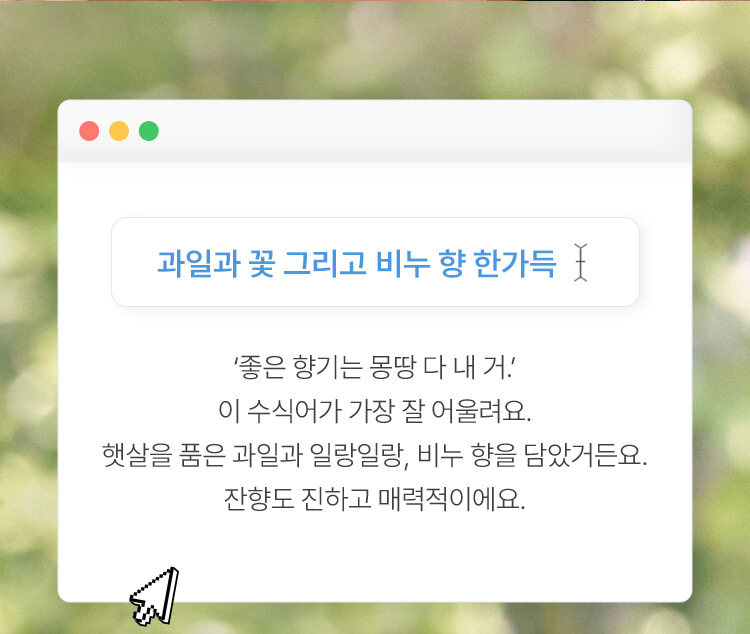 과일과 꽃 그리고 비누 향 한가득
‘좋은 향기는 몽땅 다 내 거.’
이 수식어가 가장 잘 어울려요.
햇살을 품은 과일과 일랑일랑, 비누 향을 담았거든요.
잔향도 진하고 매력적이에요.